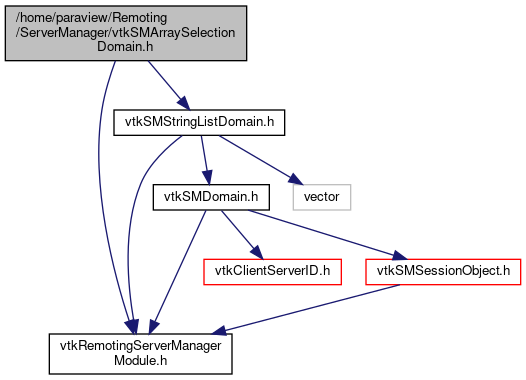 /home/paraview/Remoting
/ServerManager/vtkSMArraySelection
Domain.h
vtkSMStringListDomain.h
vtkSMDomain.h
vector
vtkClientServerID.h
vtkSMSessionObject.h
vtkRemotingServerManager
Module.h